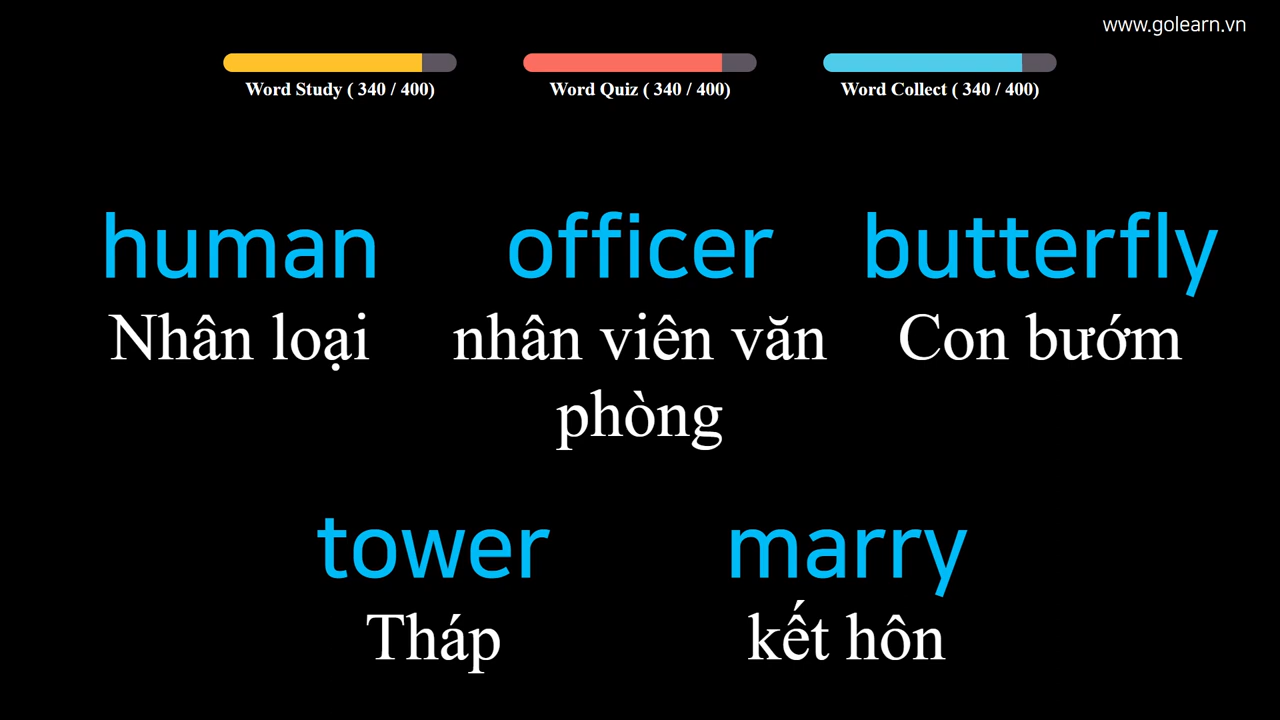 www.golearn.vn
Word Study ( 340 / 400)
Word Quiz ( 340 / 400)
Word Collect ( 340 / 400)
human
officer
butterfly
Nhân loại
nhân viên văn
phòng
Con bướm
tower
marry
Tháp
kết hôn